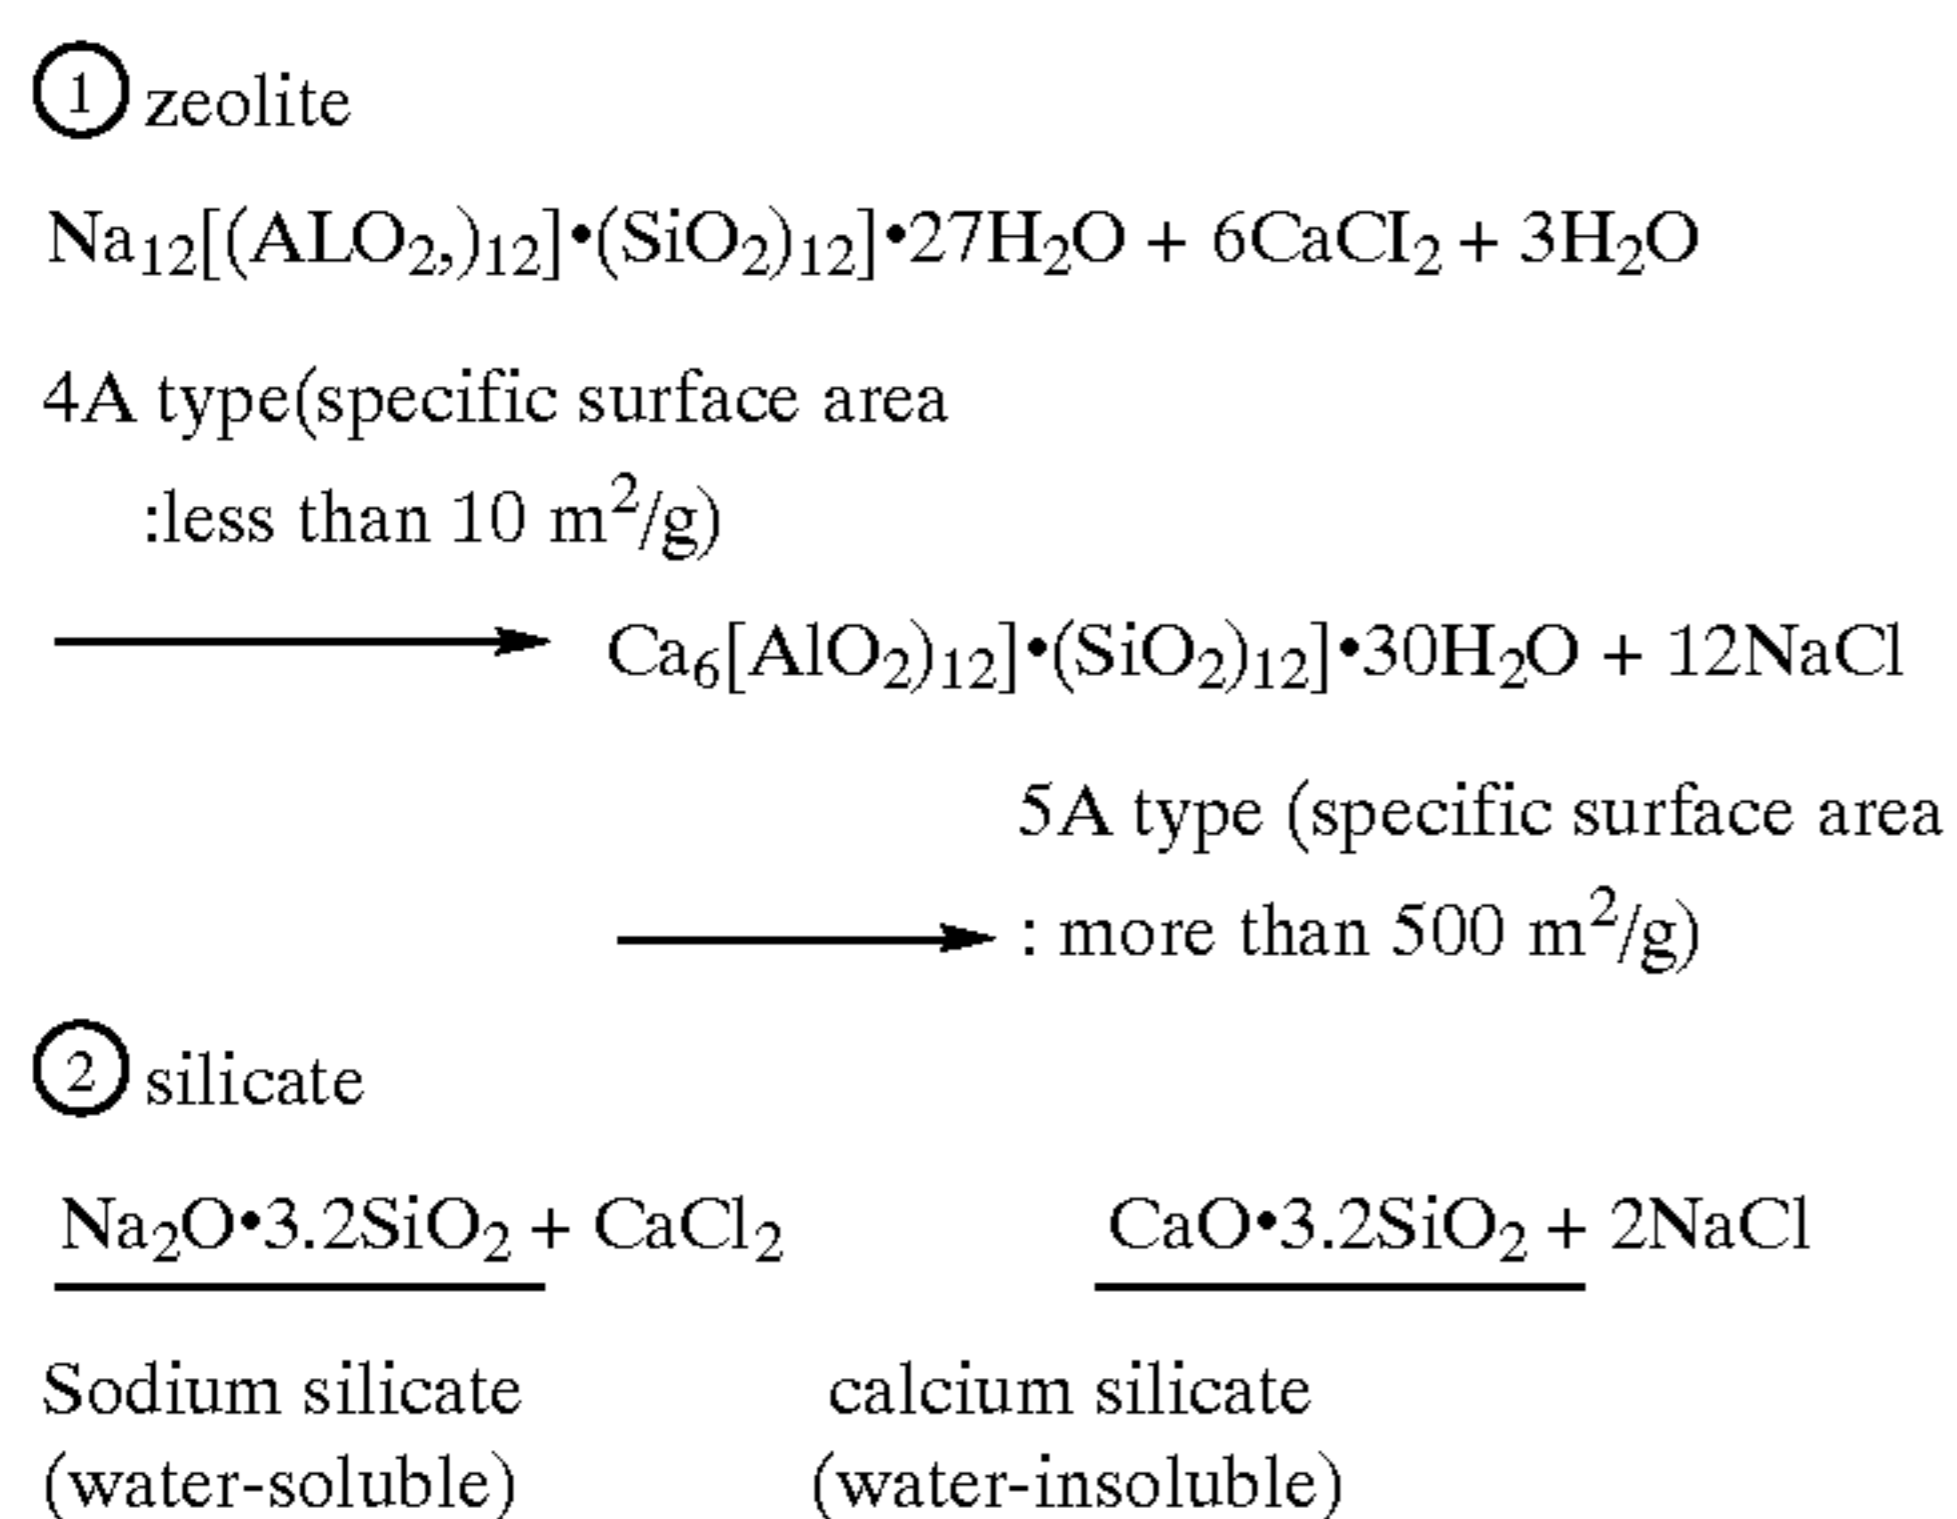 ① zeolite
Na₁₂[(ALO₂,)₁₂]•(SiO₂)₁₂]•27H₂O + 6CaCI₂ + 3H₂O
4A type(specific surface area
:less than 10 m²/g)
⟶ Ca₆[AlO₂)₁₂]•(SiO₂)₁₂]•30H₂O + 12NaCl
5A type (specific surface area
⟶ : more than 500 m²/g)
② silicate
Na₂O•3.2SiO₂ + CaCl₂ CaO•3.2SiO₂ + 2NaCl
Sodium silicate calcium silicate
(water-soluble) (water-insoluble)